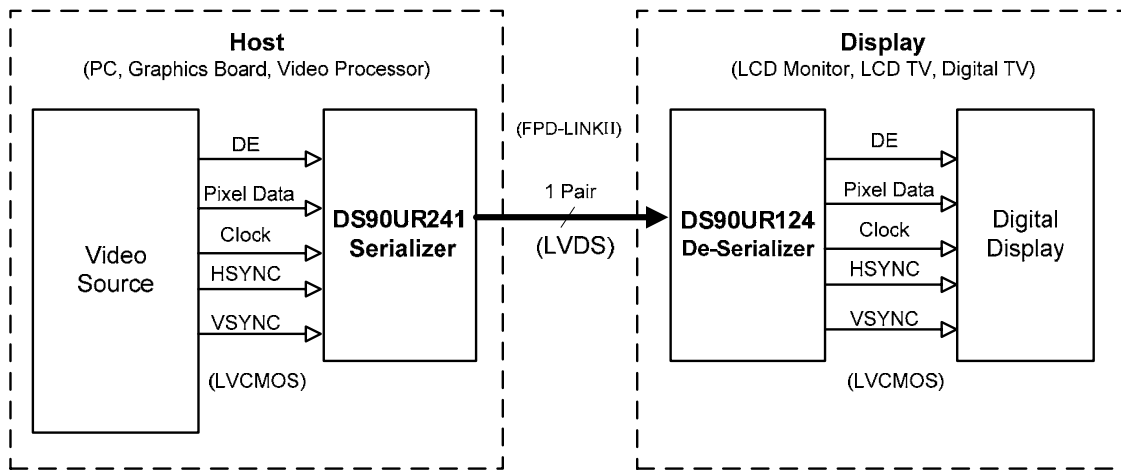 Host
(PC, Graphics Board, Video Processor)
Video
Source
DE
Pixel Data
Clock
HSYNC
VSYNC
(LVCMOS)
DS90UR241
Serializer
(FPD-LINKII)
1 Pair
(LVDS)
Display
(LCD Monitor, LCD TV, Digital TV)
DS90UR124
De-Serializer
DE
Pixel Data
Clock
HSYNC
VSYNC
(LVCMOS)
Digital
Display